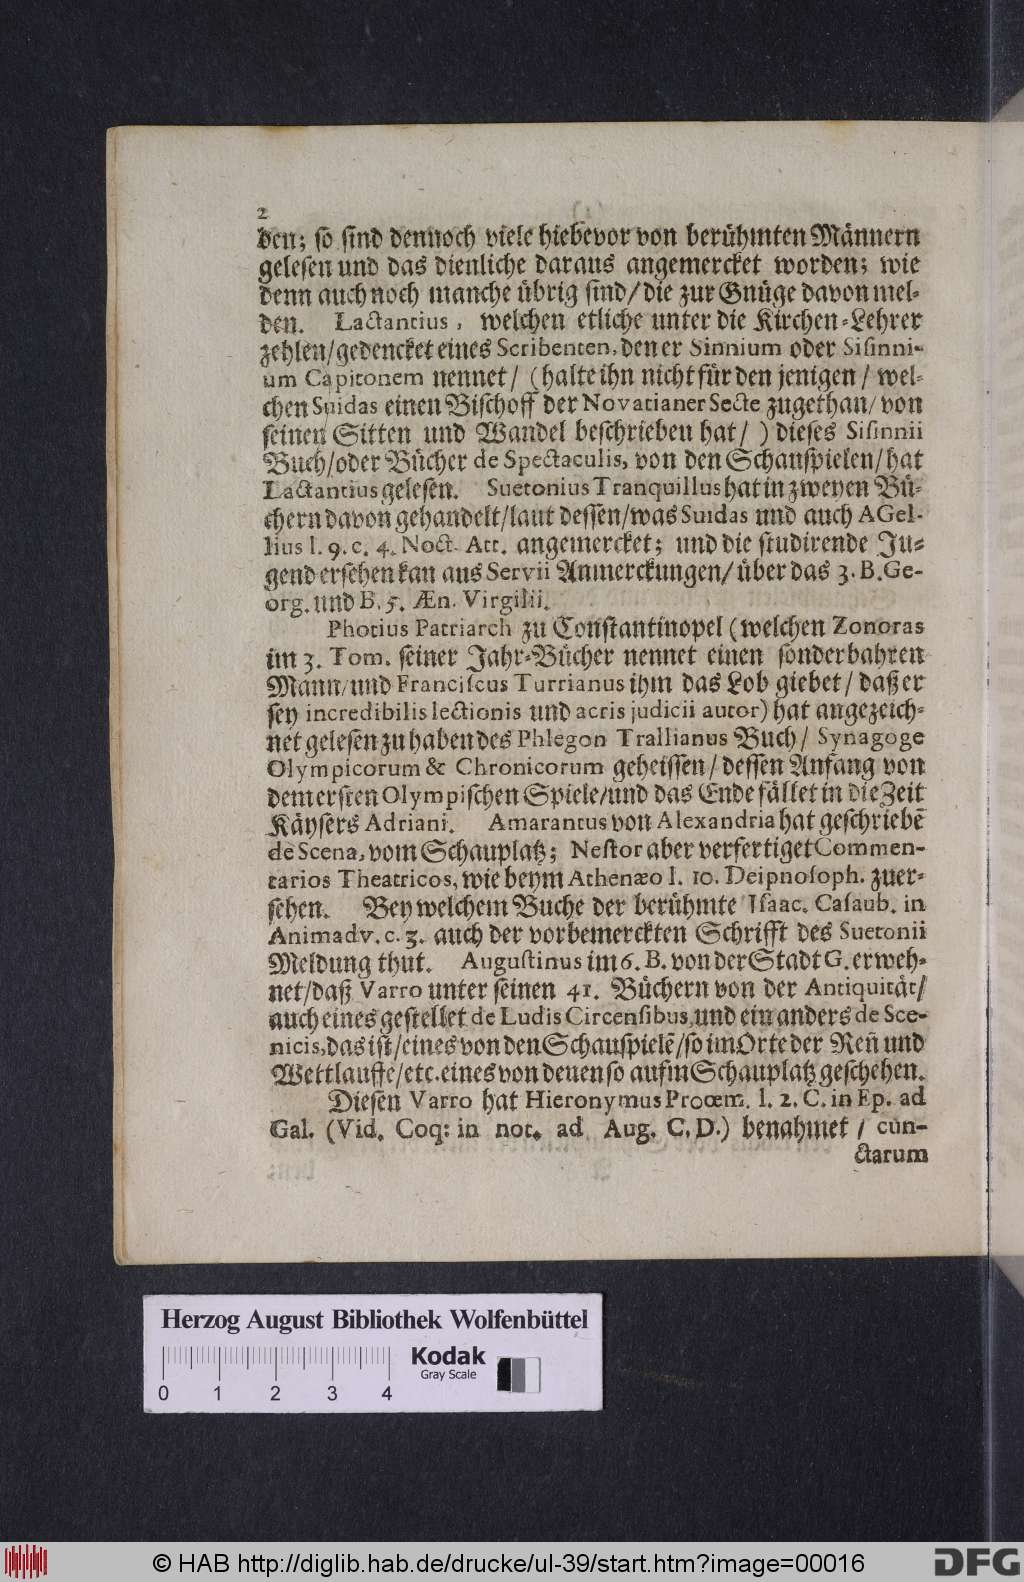 2
den; so sind dennoch viele hiebevor von berühmten Männern
gelesen und das dienliche daraus angemercket worden; wie
denn auch noch manche übrig sind/ die zur Gnüge davon mel-
den. Lactantius, welchen etliche unter die Kirchen-Lehrer
zehlen/ gedencket eines Scribenten, den er Sinnium oder Sisinni-
um Capitonem nennet/ (halte ihn nicht für den jenigen/ wel-
chen Suidas einen Bischoff der Novatianer Secte zugethan/ von
seinen Sitten und Wandel beschrieben hat/ ) dieses Sisinnii
Buch/ oder Bücher de Spectaculis, von den Schauspielen/ hat
Lactantius gelesen. Suetonius Tranquillus hat in zweyen Bü-
chern davon gehandelt/ laut dessen/ was Suidas und auch AGel-
lius l. 9. c. 4. Noct. Att. angemercket; und die studirende Ju-
gend ersehen kan aus Servii Anmerckungen/ über das 3. B. Ge-
org. und B. 5. Æn. Virgilii.
Photius Patriarch zu Constantinopel (welchen Zonoras
im 3. Tom. seiner Jahr-Bücher nennet einen sonderbahren
Mann/ und Franciscus Turrianus ihm das Lob giebet/ daß er
sey incredibilis lectionis und acris judicii autor) hat angezeich-
net gelesen zu haben des Phlegon Trallianus Buch/ Synagoge
Olympicorum & Chronicorum geheissen/ dessen Anfang von
dem ersten Olympischen Spiele/ und das Ende fället in die Zeit
Käysers Adriani. Amarantus von Alexandria hat geschriebē
de Scena, vom Schauplatz; Nestor aber verfertiget Commen-
tarios Theatricos, wie beym Athenæo l. 10. Deipnosoph. zu er-
sehen. Bey welchem Buche der berühmte Isaac. Casaub. in
Animadv. c. 3. auch der vorbemerckten Schrifft des Suetonii
Meldung thut. Augustinus im 6. B. von der Stadt G. erweh-
net/ daß Varro unter seinen 41. Büchern von der Antiquität/
auch eines gestellet de Ludis Circensibus, und ein anders de Sce-
nicis, das ist/ eines von den Schauspielē/ so im Orte der Reñ und
Wettlauffe/ etc. eines von denen so aufm Schauplatz geschehen.
Diesen Varro hat Hieronymus Prooem. l. 2. C. in Ep. ad
Gal. (Vid. Coq: in not. ad Aug. C. D.) benahmet / cun-
ctarum
Herzog August Bibliothek Wolfenbüttel
0 1 2 3 4
Kodak
Gray Scale
© HAB http://diglib.hab.de/drucke/ul-39/start.htm?image=00016
DFG